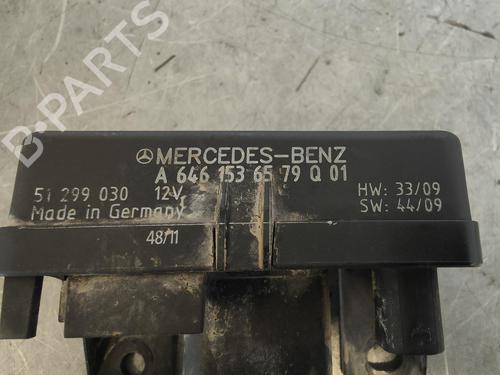 B-PARTS
MERCEDES-BENZ
A 646 153 65 79 Q 01
51 299 030 12V
HW: 33/09
Made in Germany
SW: 44/09
48/11
B-PARTS